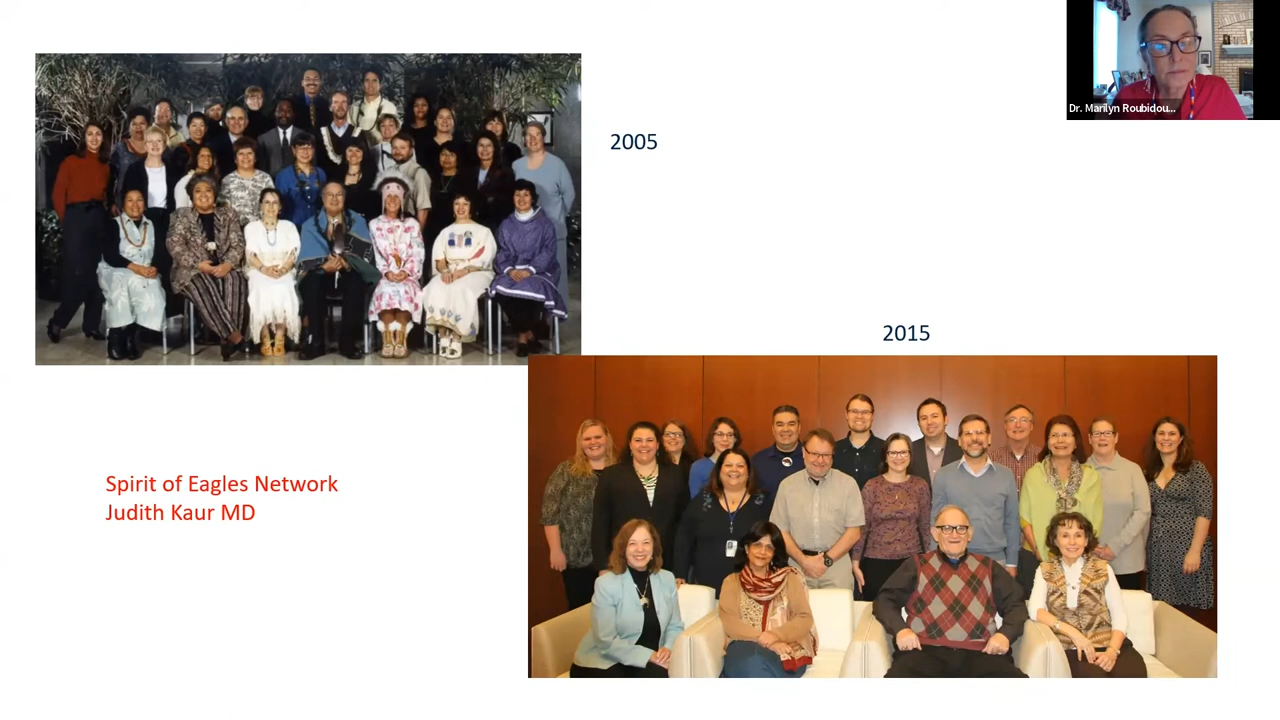 Dr. Marilyn Roubidou...
2005
2015
Spirit of Eagles Network
Judith Kaur MD